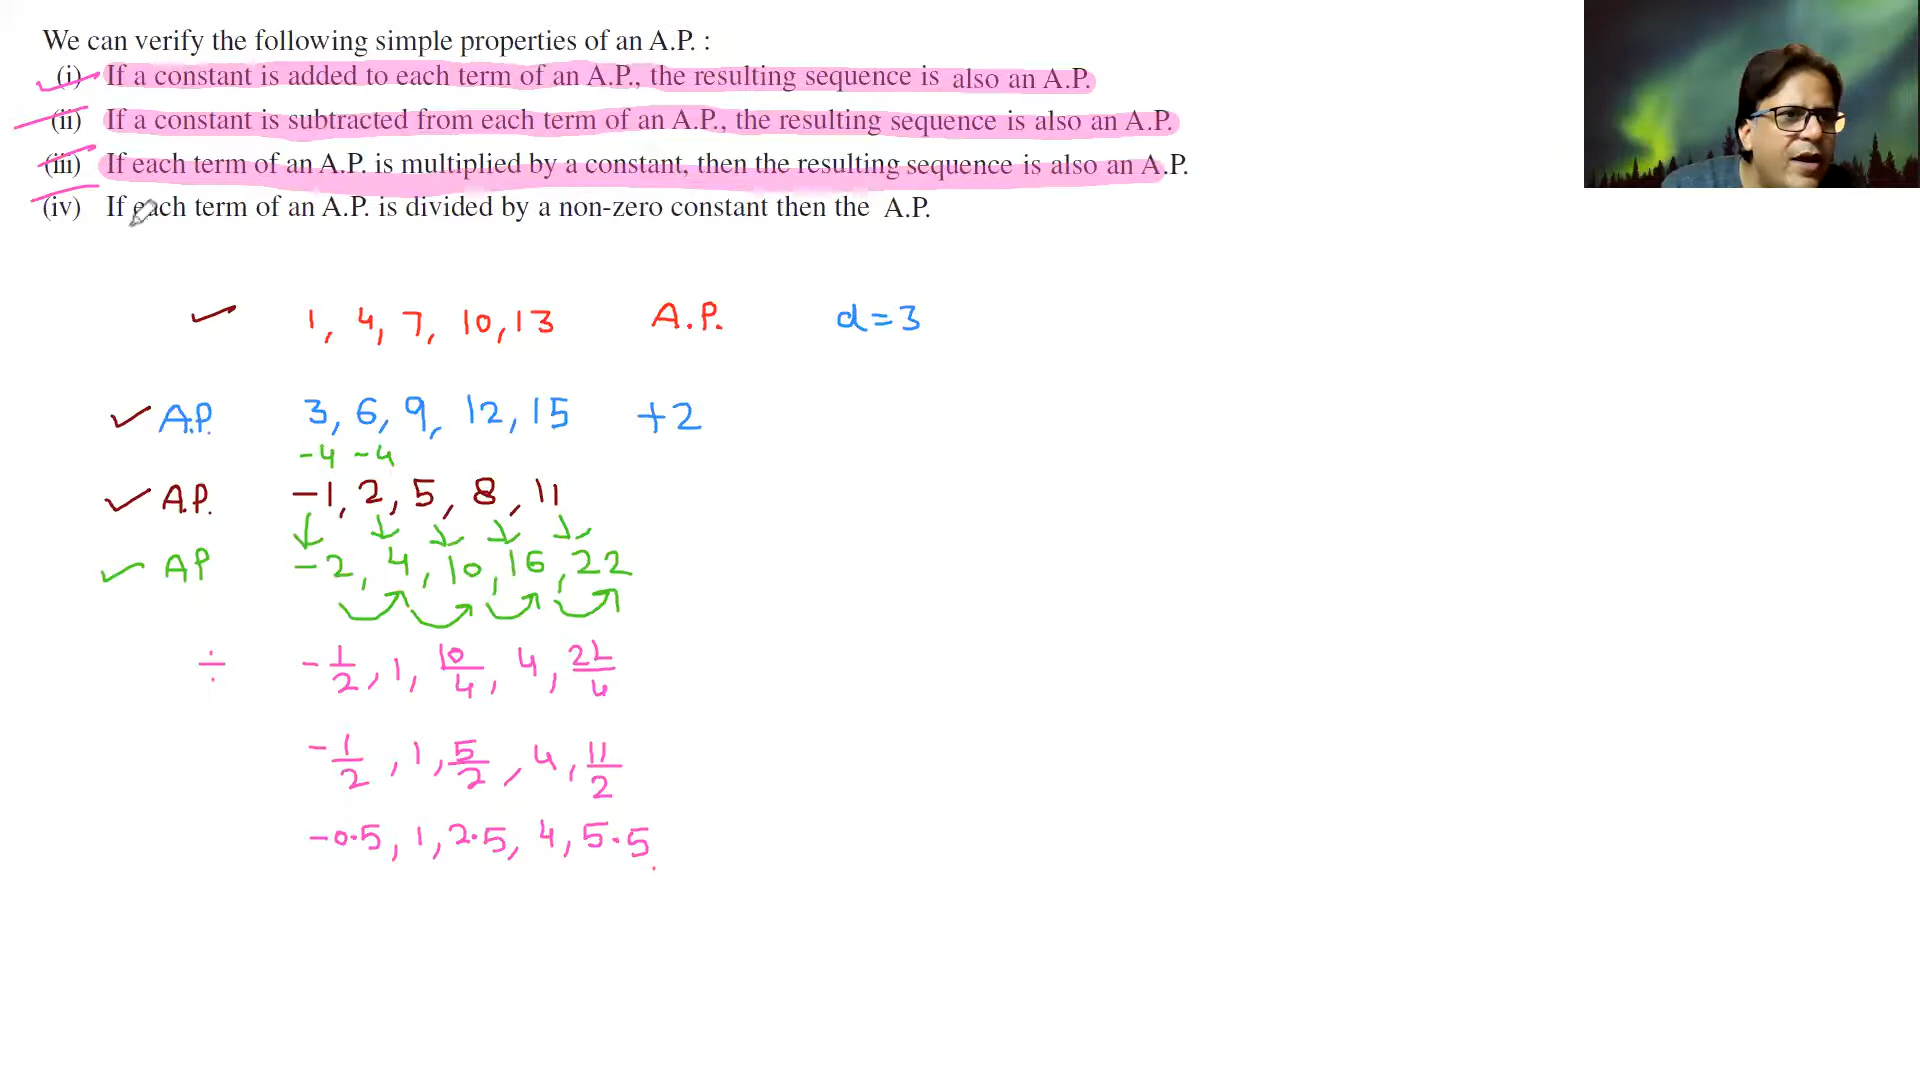 We can verify the following simple properties of an A.P. :
(i) If a constant is added to each term of an A.P., the resulting sequence is also an A.P.
(ii) If a constant is subtracted from each term of an A.P., the resulting sequence is also an A.P.
(iii) If each term of an A.P. is multiplied by a constant, then the resulting sequence is also an A.P.
(iv) If each term of an A.P. is divided by a non-zero constant then the A.P.
1, 4, 7, 10, 13 A.P. d=3
A.P. 3, 6, 9, 12, 15 +2
-4 -4
A.P. -1, 2, 5, 8, 11
AP -2, 4, 10, 16, 22
÷ -1/2, 1, 10/4, 4, 22/4
-1/2, 1, 5/2, 4, 11/2
-0.5, 1, 2.5, 4, 5.5